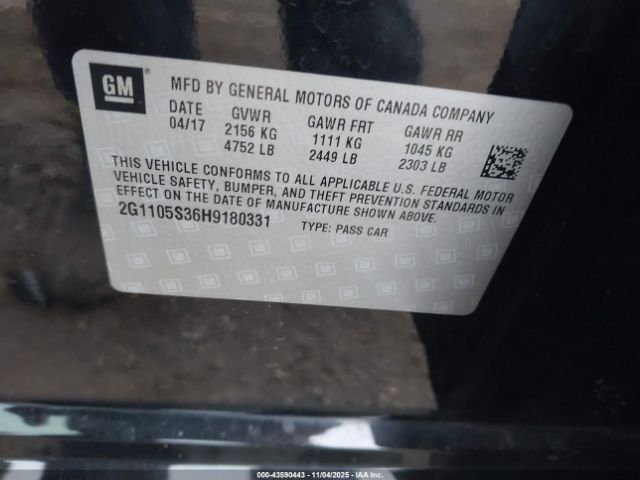 GM
MFD BY GENERAL MOTORS OF CANADA COMPANY
DATE GVWR GAWR FRT GAWR RR
04/17 2156 KG 1111 KG 1045 KG
4752 LB 2449 LB 2303 LB
THIS VEHICLE CONFORMS TO ALL APPLICABLE U.S. FEDERAL MOTOR
VEHICLE SAFETY, BUMPER, AND THEFT PREVENTION STANDARDS IN
EFFECT ON THE DATE OF MANUFACTURE SHOWN ABOVE.
2G1105S36H9180331 TYPE: PASS CAR
000-43590443 - 11/04/2025 - IAAI.COM